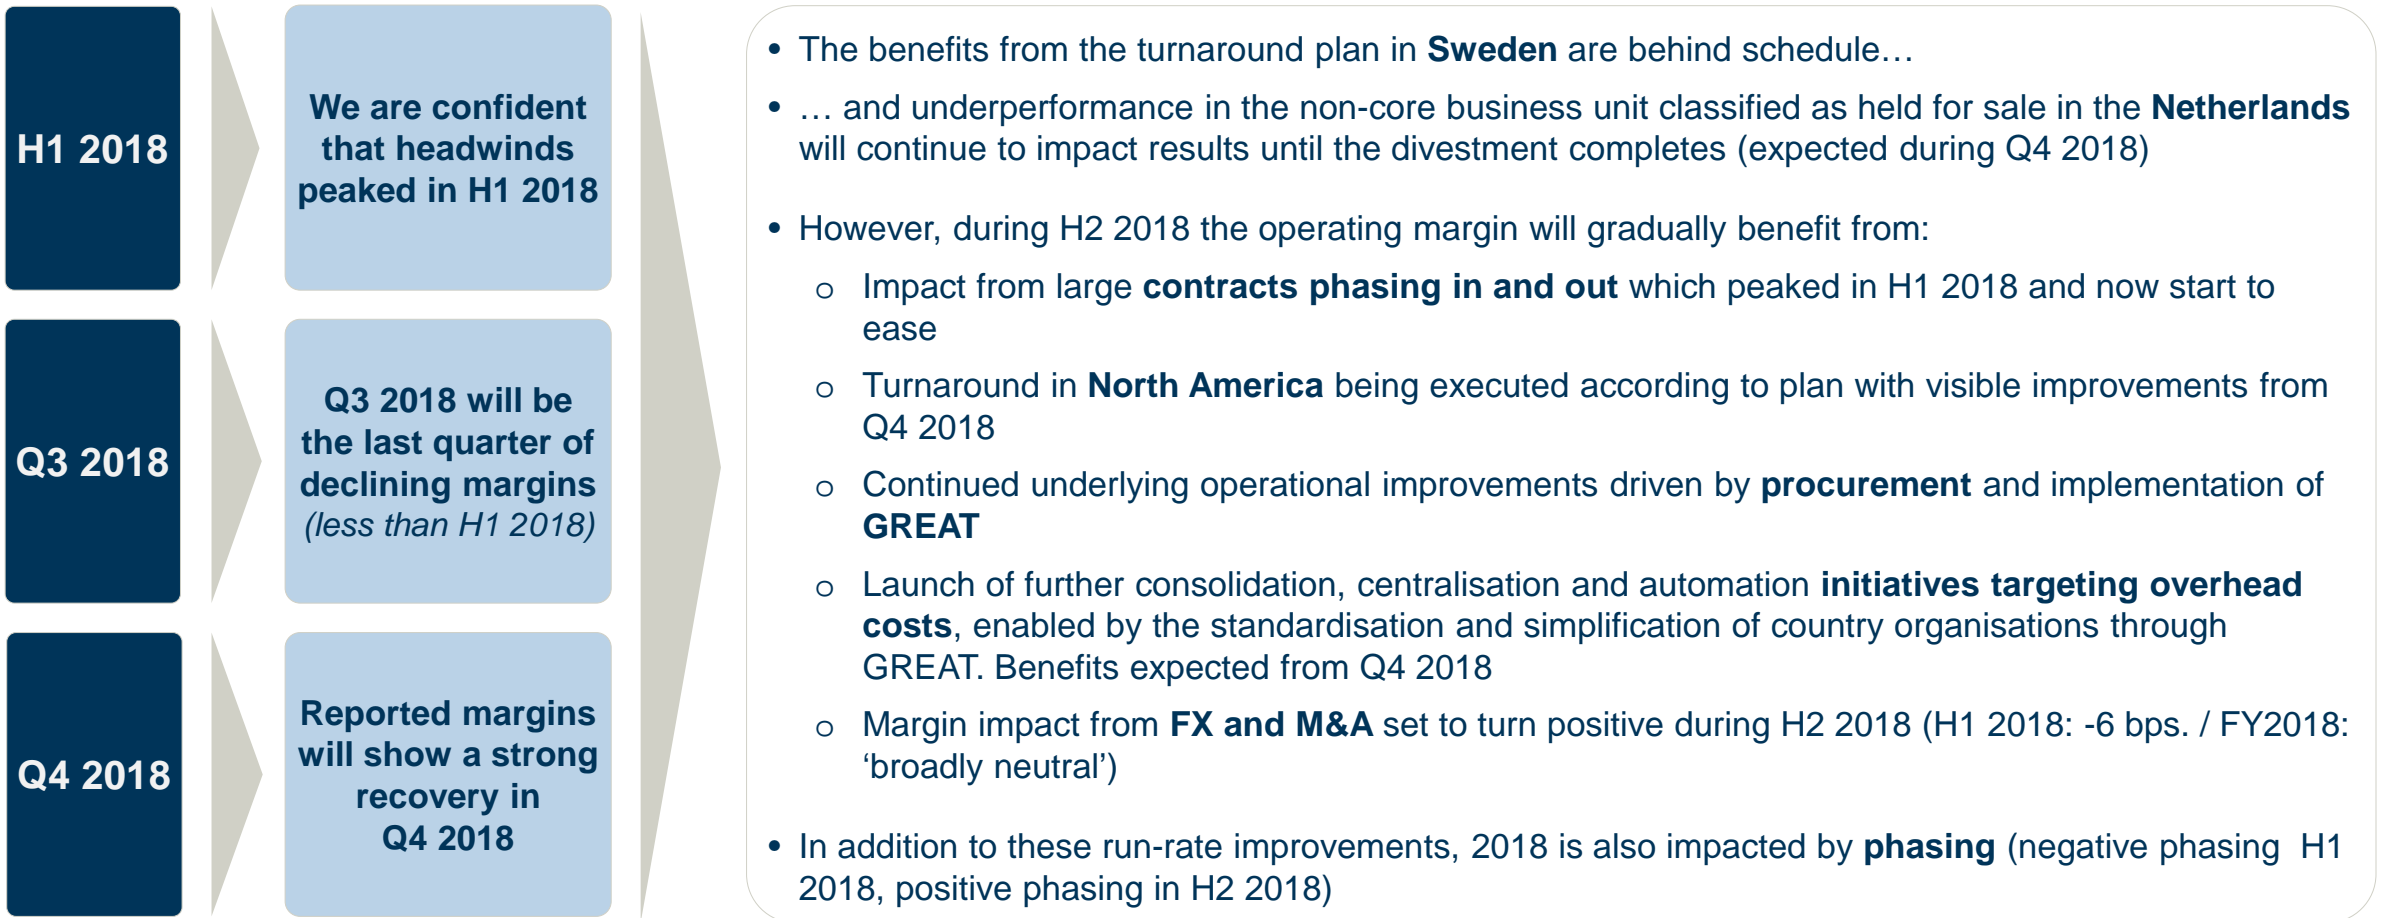 H1 2018
We are confident
that headwinds
peaked in H1 2018
Q3 2018
Q3 2018 will be
the last quarter of
declining margins
(less than H1 2018)
Q4 2018
Reported margins
will show a strong
recovery in
Q4 2018
• The benefits from the turnaround plan in Sweden are behind schedule…
• … and underperformance in the non-core business unit classified as held for sale in the Netherlands
will continue to impact results until the divestment completes (expected during Q4 2018)
• However, during H2 2018 the operating margin will gradually benefit from:
o Impact from large contracts phasing in and out which peaked in H1 2018 and now start to
ease
o Turnaround in North America being executed according to plan with visible improvements from
Q4 2018
o Continued underlying operational improvements driven by procurement and implementation of
GREAT
o Launch of further consolidation, centralisation and automation initiatives targeting overhead
costs, enabled by the standardisation and simplification of country organisations through
GREAT. Benefits expected from Q4 2018
o Margin impact from FX and M&A set to turn positive during H2 2018 (H1 2018: -6 bps. / FY2018:
‘broadly neutral’)
• In addition to these run-rate improvements, 2018 is also impacted by phasing (negative phasing  H1
2018, positive phasing in H2 2018)